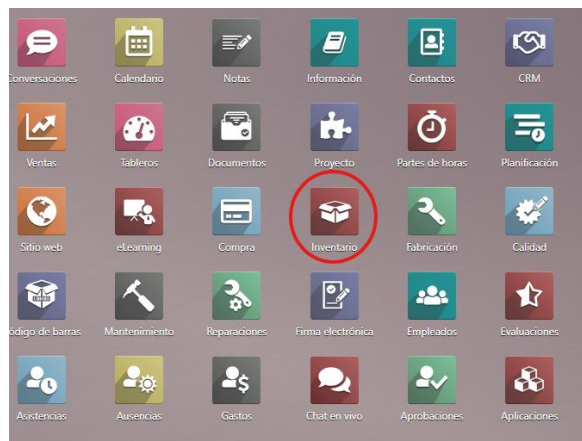 Conversaciones Calendario Notas Información Contactos CRM
Ventas Tableros Documentos Proyecto Partes de horas Planificación
Sitio web eLearning Compra Inventario Fabricación Calidad
ódigo de barras Mantenimiento Reparaciones Firma electrónica Empleados Evaluaciones
Asistencias Ausencias Gastos Chat en vivo Aprobaciones Aplicaciones